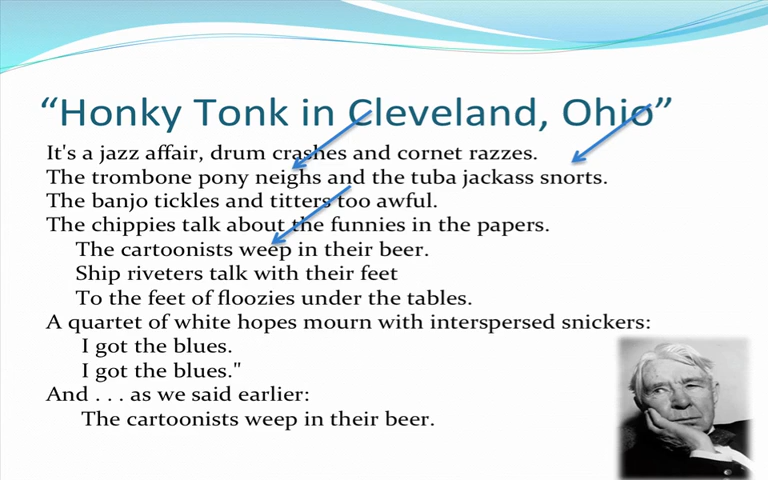 “Honky Tonk in Cleveland, Ohio”
It's a jazz affair, drum crashes and cornet razzes.
The trombone pony neighs and the tuba jackass snorts.
The banjo tickles and titters too awful.
The chippies talk about the funnies in the papers.
The cartoonists weep in their beer.
Ship riveters talk with their feet
To the feet of floozies under the tables.
A quartet of white hopes mourn with interspersed snickers:
I got the blues.
I got the blues."
And . . . as we said earlier:
The cartoonists weep in their beer.